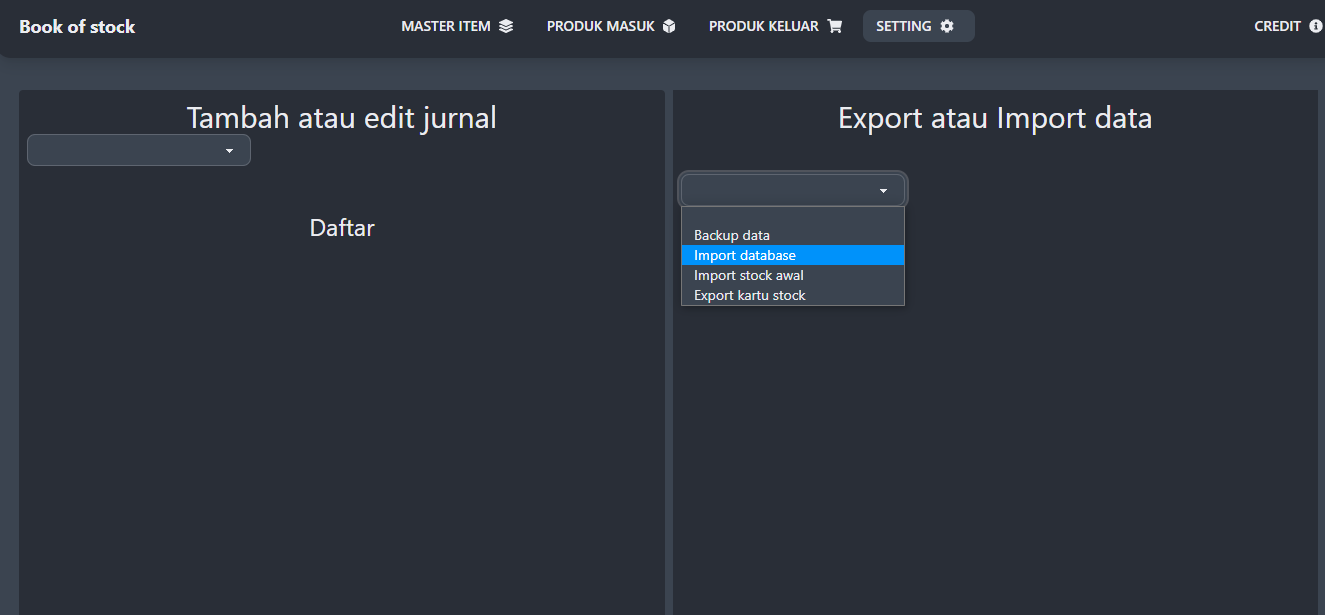 Book of stock
MASTER ITEM
PRODUK MASUK
PRODUK KELUAR
SETTING
CREDIT
Tambah atau edit jurnal
Daftar
Export atau Import data
Backup data
Import database
Import stock awal
Export kartu stock